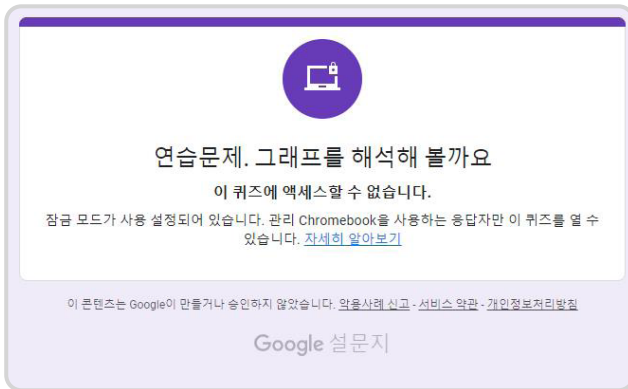 연습문제. 그래프를 해석해 볼까요
이 퀴즈에 액세스할 수 없습니다.
잠금 모드가 사용 설정되어 있습니다. 관리 Chromebook을 사용하는 응답자만 이 퀴즈를 열 수
있습니다. 자세히 알아보기
이 콘텐츠는 Google이 만들거나 승인하지 않았습니다. 악용사례 신고 - 서비스 약관 - 개인정보처리방침
Google 설문지